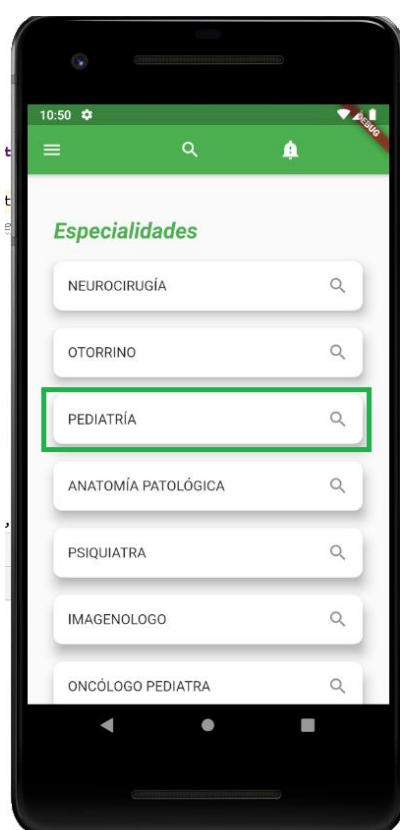 10:50
DEBUG
Especialidades
NEUROCIRUGÍA
OTORRINO
PEDIATRÍA
ANATOMÍA PATOLÓGICA
PSIQUIATRA
IMAGENOLOGO
ONCÓLOGO PEDIATRA